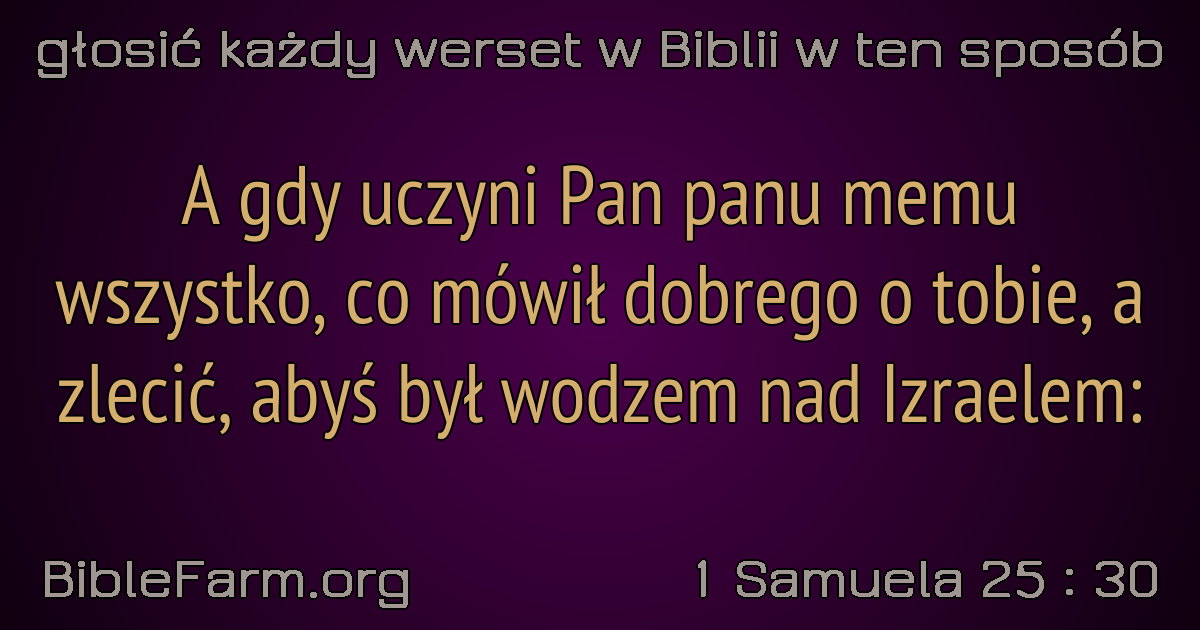 głosić każdy werset w Biblii w ten sposób
A gdy uczyni Pan panu memu
wszystko, co mówił dobrego o tobie, a
zlecić, abyś był wodzem nad Izraelem:
BibleFarm.org
1 Samuela 25 : 30